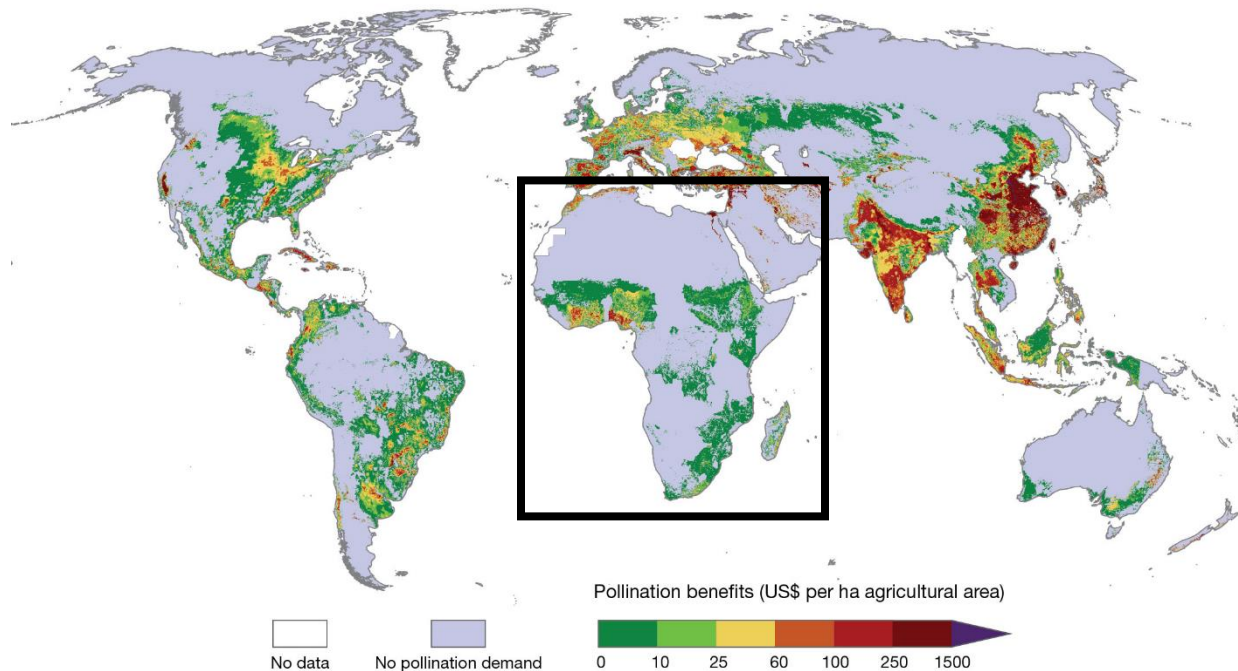 Pollination benefits (US$ per ha agricultural area)
No data
No pollination demand
0 10 25 60 100 250 1500